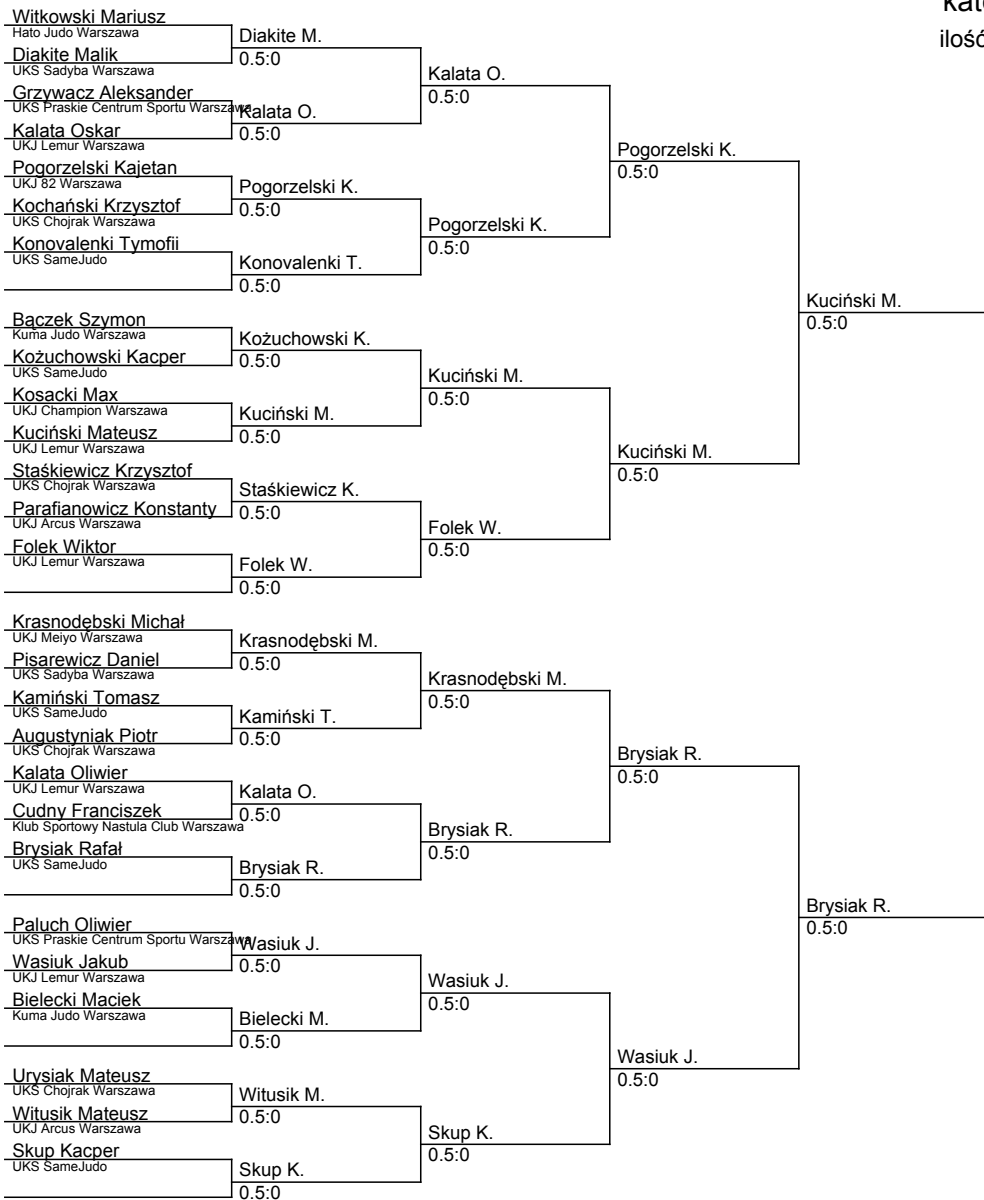 kate
ilość
Witkowski Mariusz
Hato Judo Warszawa
Diakite Malik
UKS Sadyba Warszawa
Grzywacz Aleksander
UKS Praskie Centrum Sportu Warszawa
Kalata Oskar
UKJ Lemur Warszawa
Pogorzelski Kajetan
UKJ 82 Warszawa
Kochański Krzysztof
UKS Chojrak Warszawa
Konovalenki Tymofii
UKS SameJudo
Bączek Szymon
Kuma Judo Warszawa
Kożuchowski Kacper
UKS SameJudo
Kosacki Max
UKJ Champion Warszawa
Kuciński Mateusz
UKJ Lemur Warszawa
Staśkiewicz Krzysztof
UKS Chojrak Warszawa
Parafianowicz Konstanty
UKJ Arcus Warszawa
Folek Wiktor
UKJ Lemur Warszawa
Krasnodębski Michał
UKJ Meiyo Warszawa
Pisarewicz Daniel
UKS Sadyba Warszawa
Kamiński Tomasz
UKS SameJudo
Augustyniak Piotr
UKS Chojrak Warszawa
Kalata Oliwier
UKJ Lemur Warszawa
Cudny Franciszek
Klub Sportowy Nastula Club Warszawa
Brysiak Rafał
UKS SameJudo
Paluch Oliwier
UKS Praskie Centrum Sportu Warszawa
Wasiuk Jakub
UKJ Lemur Warszawa
Bielecki Maciek
Kuma Judo Warszawa
Urysiak Mateusz
UKS Chojrak Warszawa
Witusik Mateusz
UKJ Arcus Warszawa
Skup Kacper
UKS SameJudo
Diakite M.
0.5:0
Kalata O.
0.5:0
Pogorzelski K.
0.5:0
Konovalenki T.
0.5:0
Kożuchowski K.
0.5:0
Kuciński M.
0.5:0
Staśkiewicz K.
0.5:0
Folek W.
0.5:0
Krasnodębski M.
0.5:0
Kamiński T.
0.5:0
Kalata O.
0.5:0
Brysiak R.
0.5:0
Wasiuk J.
0.5:0
Bielecki M.
0.5:0
Witusik M.
0.5:0
Skup K.
0.5:0
Kalata O.
0.5:0
Pogorzelski K.
0.5:0
Kuciński M.
0.5:0
Folek W.
0.5:0
Krasnodębski M.
0.5:0
Brysiak R.
0.5:0
Wasiuk J.
0.5:0
Skup K.
0.5:0
Pogorzelski K.
0.5:0
Kuciński M.
0.5:0
Brysiak R.
0.5:0
Wasiuk J.
0.5:0
Kuciński M.
0.5:0
Brysiak R.
0.5:0